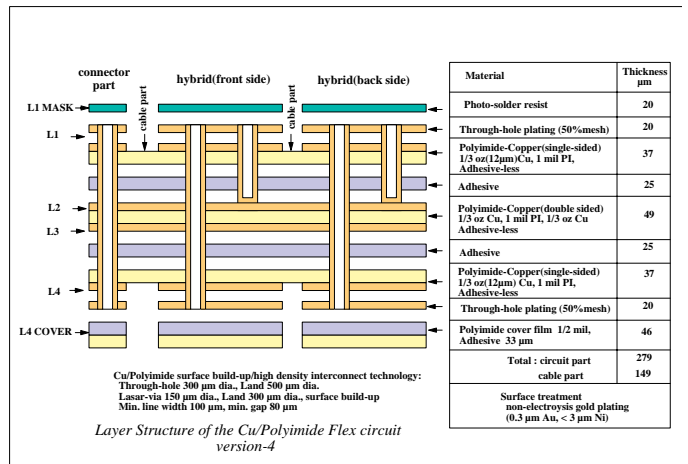 connector
part
hybrid(front side)
hybrid(back side)
cable part
cable part
L1 MASK
L1
L2
L3
L4
L4 COVER
Material Thickness
µm
Photo-solder resist 20
Through-hole plating (50%mesh) 20
Polyimide-Copper(single-sided)
1/3 oz(12µm)Cu, 1 mil PI, 37
Adhesive-less
Adhesive 25
Polyimide-Copper(double sided)
1/3 oz Cu, 1 mil PI, 1/3 oz Cu 49
Adhesive-less
Adhesive 25
Polyimide-Copper(single-sided) 37
1/3 oz(12µm) Cu, 1 mil PI,
Adhesive-less
Through-hole plating (50%mesh) 20
Polyimide cover film 1/2 mil, 46
Adhesive 33 µm
Total : circuit part 279
cable part 149
Surface treatment
non-electroysis gold plating
(0.3 µm Au, < 3 µm Ni)
Cu/Polyimide surface build-up/high density interconnect technology:
Through-hole 300 µm dia., Land 500 µm dia.
Lasar-via 150 µm dia., Land 300 µm dia., surface build-up
Min. line width 100 µm, min. gap 80 µm
Layer Structure of the Cu/Polyimide Flex circuit
version-4